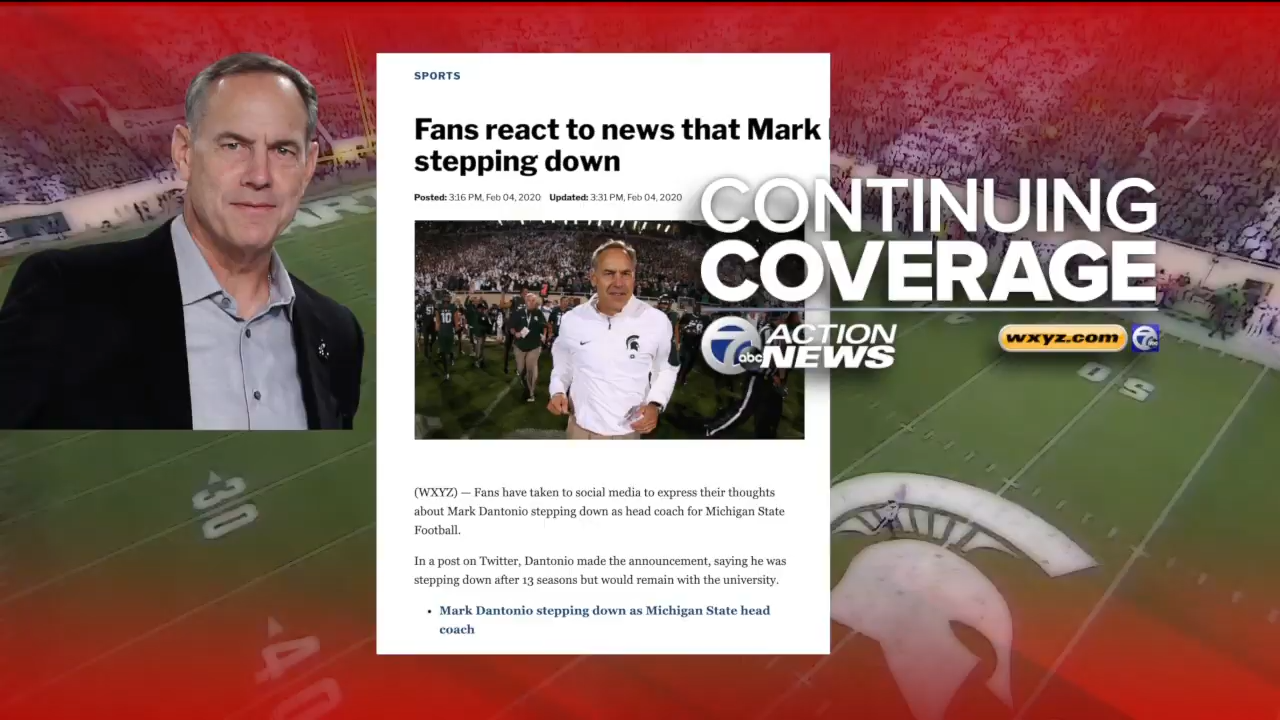 SPORTS
Fans react to news that Mark
stepping down
Posted: 3:16 PM, Feb 04, 2020 Updated: 3:31 PM, Feb 04, 2020
CONTINUING
COVERAGE
7 abc ACTION
NEWS
wxyz.com 7
10
(WXYZ) — Fans have taken to social media to express their thoughts
about Mark Dantonio stepping down as head coach for Michigan State
Football.
In a post on Twitter, Dantonio made the announcement, saying he was
stepping down after 13 seasons but would remain with the university.
• Mark Dantonio stepping down as Michigan State head
coach
50
30
40